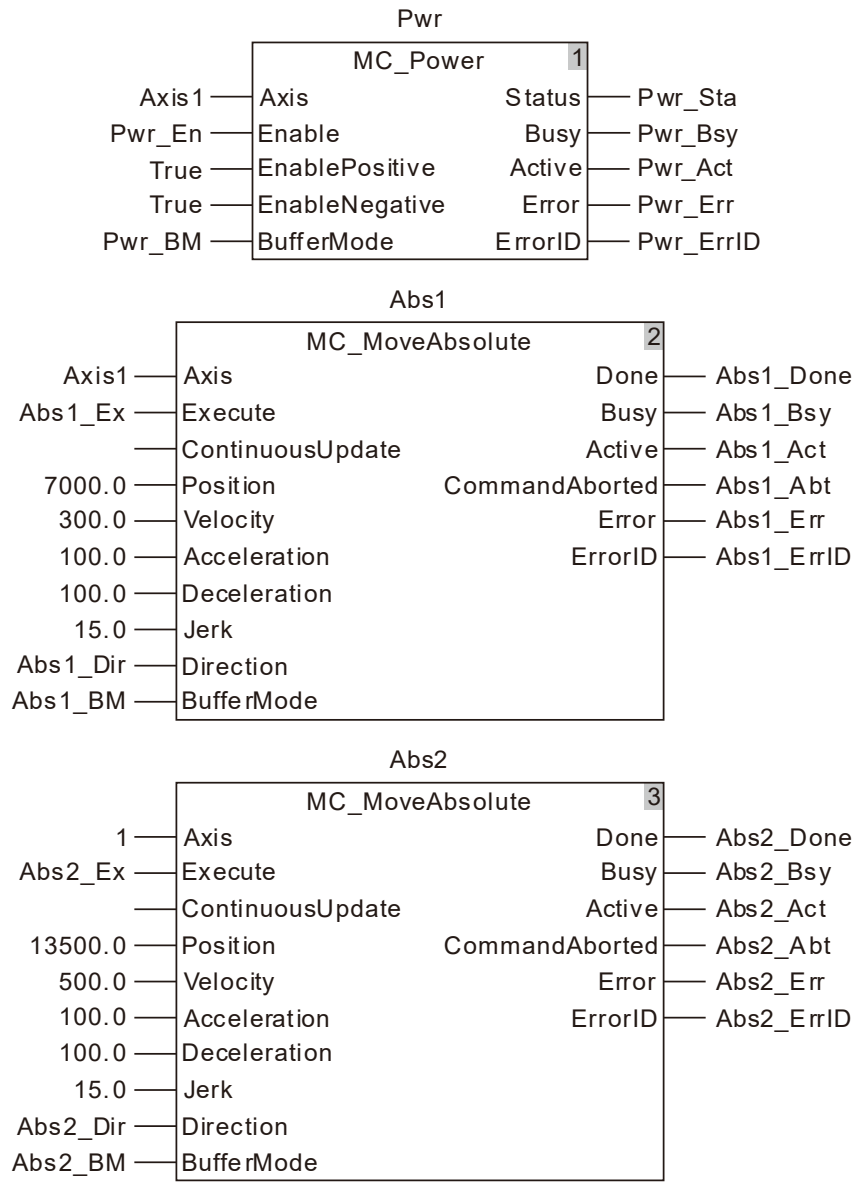 Pwr
MC_Power 1
Axis1 Axis Status Pwr_Sta
Pwr_En Enable Busy Pwr_Bsy
True EnablePositive Active Pwr_Act
True EnableNegative Error Pwr_Err
Pwr_BM BufferMode ErrorID Pwr_ErrID
Abs1
MC_MoveAbsolute 2
Axis1 Axis Done Abs1_Done
Abs1_Ex Execute Busy Abs1_Bsy
ContinuousUpdate Active Abs1_Act
7000.0 Position CommandAborted Abs1_Abt
300.0 Velocity Error Abs1_Err
100.0 Acceleration ErrorID Abs1_ErrID
100.0 Deceleration
15.0 Jerk
Abs1_Dir Direction
Abs1_BM BufferMode
Abs2
MC_MoveAbsolute 3
1 Axis Done Abs2_Done
Abs2_Ex Execute Busy Abs2_Bsy
ContinuousUpdate Active Abs2_Act
13500.0 Position CommandAborted Abs2_Abt
500.0 Velocity Error Abs2_Err
100.0 Acceleration ErrorID Abs2_ErrID
100.0 Deceleration
15.0 Jerk
Abs2_Dir Direction
Abs2_BM BufferMode